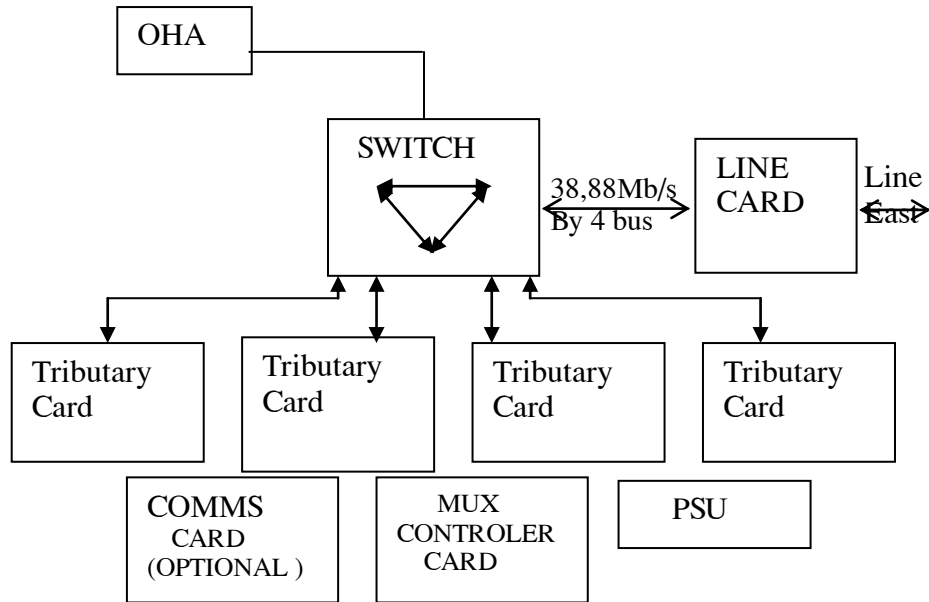 OHA
SWITCH
38,88Mb/s
By 4 bus
LINE
CARD
Line
East
Tributary
Card
Tributary
Card
Tributary
Card
Tributary
Card
COMMS
CARD
(OPTIONAL )
MUX
CONTROLER
CARD
PSU